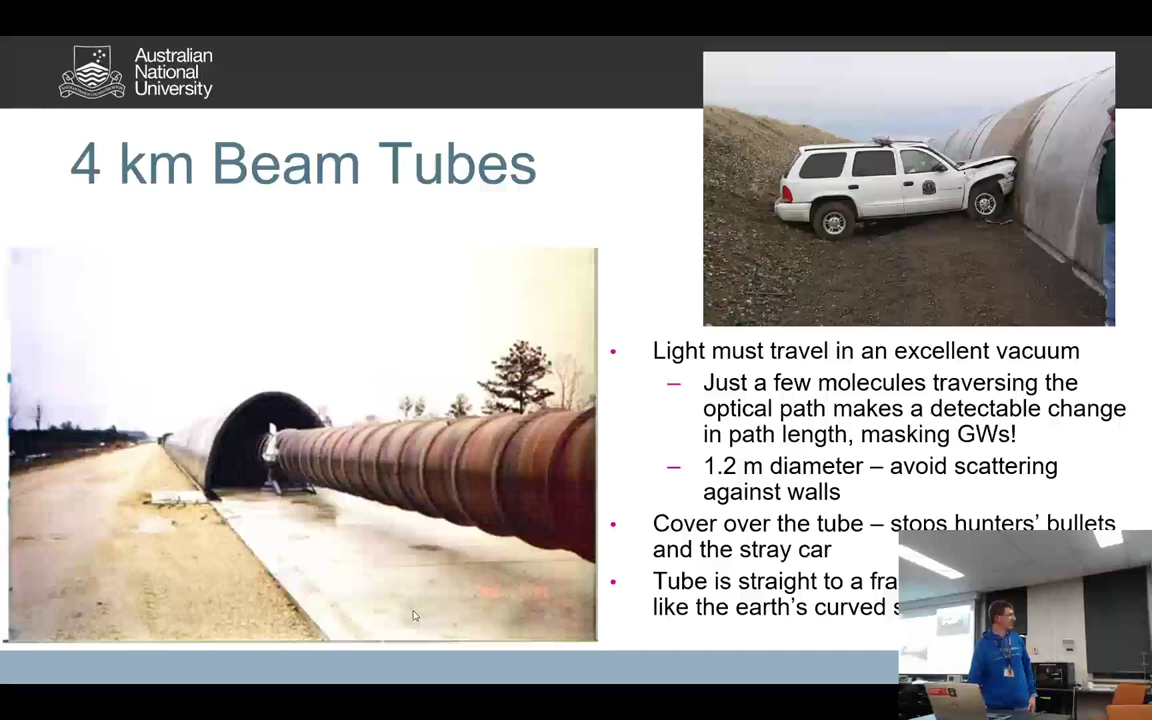 Australian
National
University
4 km Beam Tubes
• Light must travel in an excellent vacuum
– Just a few molecules traversing the
optical path makes a detectable change
in path length, masking GWs!
– 1.2 m diameter – avoid scattering
against walls
• Cover over the tube – stops hunters’ bullets
and the stray car
• Tube is straight to a fra
like the earth’s curved s